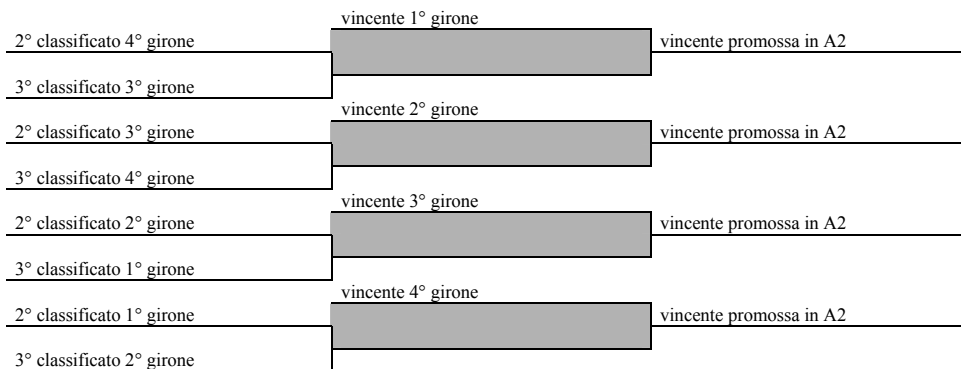 vincente 1° girone
2° classificato 4° girone
vincente promossa in A2
3° classificato 3° girone
vincente 2° girone
2° classificato 3° girone
vincente promossa in A2
3° classificato 4° girone
vincente 3° girone
2° classificato 2° girone
vincente promossa in A2
3° classificato 1° girone
vincente 4° girone
2° classificato 1° girone
vincente promossa in A2
3° classificato 2° girone